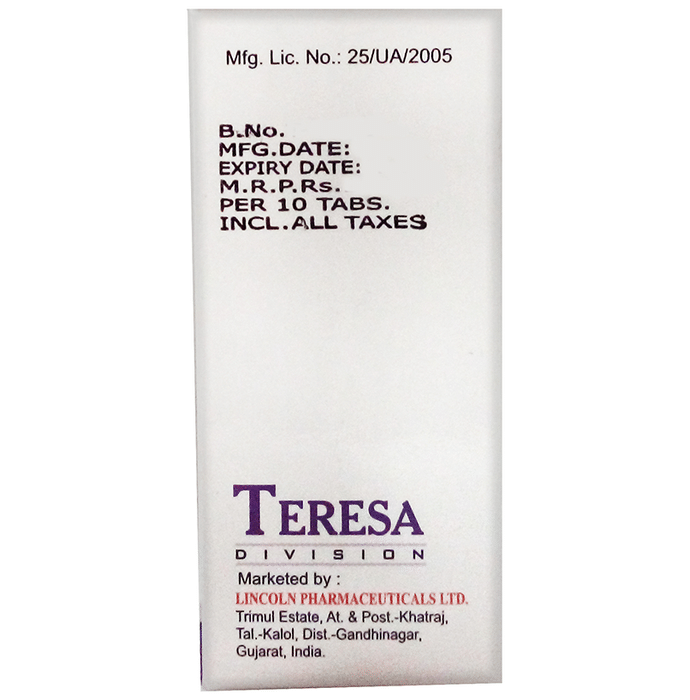 Mfg. Lic. No.: 25/UA/2005
B.No.
MFG.DATE:
EXPIRY DATE:
M.R.P.Rs.
PER 10 TABS.
INCL.ALL TAXES
TERESA
DIVISION
Marketed by :
LINCOLN PHARMACEUTICALS LTD.
Trimul Estate, At. & Post.-Khatraj,
Tal.-Kalol, Dist.-Gandhinagar,
Gujarat, India.